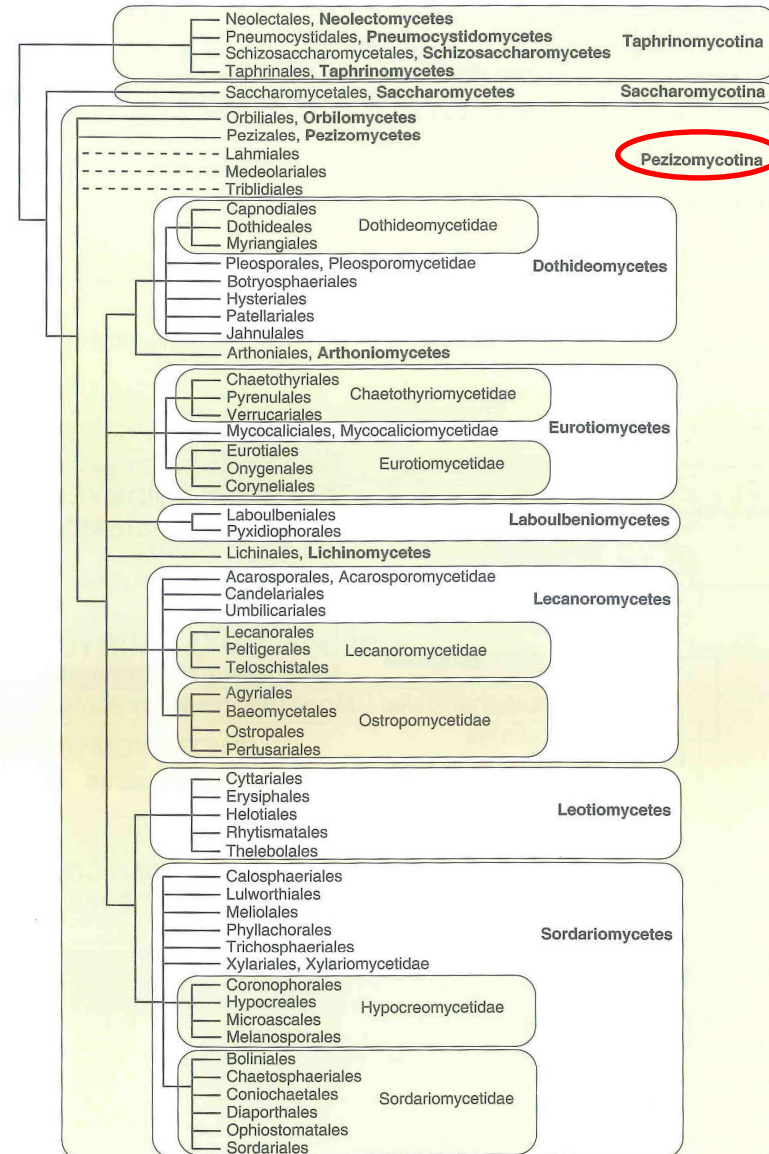 Neolectales, Neolectomycetes
Pneumocystidales, Pneumocystidomycetes
Taphrinomycotina
Schizosaccharomycetales, Schizosaccharomycetes
Taphrinales, Taphrinomycetes
Saccharomycetales, Saccharomycetes
Saccharomycotina
Orbiliales, Orbilomycetes
Pezizales, Pezizomycetes
Lahmiales
Pezizomycotina
Medeolariales
Triblidiales
Capnodiales
Dothideales
Dothideomycetidae
Myriangiales
Pleosporales, Pleosporomycetidae
Dothideomycetes
Botryosphaeriales
Hysteriales
Patellariales
Jahnulales
Arthoniales, Arthoniomycetes
Chaetothyriales
Pyrenulales
Chaetothyriomycetidae
Verrucariales
Mycocaliciales, Mycocaliciomycetidae
Eurotiomycetes
Eurotiales
Onygenales
Eurotiomycetidae
Coryneliales
Laboulbeniales
Laboulbeniomycetes
Pyxidiophorales
Lichinales, Lichinomycetes
Acarosporales, Acarosporomycetidae
Candelariales
Lecanoromycetes
Umbilicariales
Lecanorales
Peltigerales
Lecanoromycetidae
Teloschistales
Agyriales
Baeomycetales
Ostropomycetidae
Ostropales
Pertusariales
Cyttariales
Erysiphales
Helotiales
Leotiomycetes
Rhytismatales
Thelebolales
Calosphaeriales
Lulworthiales
Meliolales
Phyllachorales
Sordariomycetes
Trichosphaeriales
Xylariales, Xylariomycetidae
Coronophorales
Hypocreales
Hypocreomycetidae
Microascales
Melanosporales
Boliniales
Chaetosphaeriales
Coniochaetales
Sordariomycetidae
Diaporthales
Ophiostomatales
Sordariales